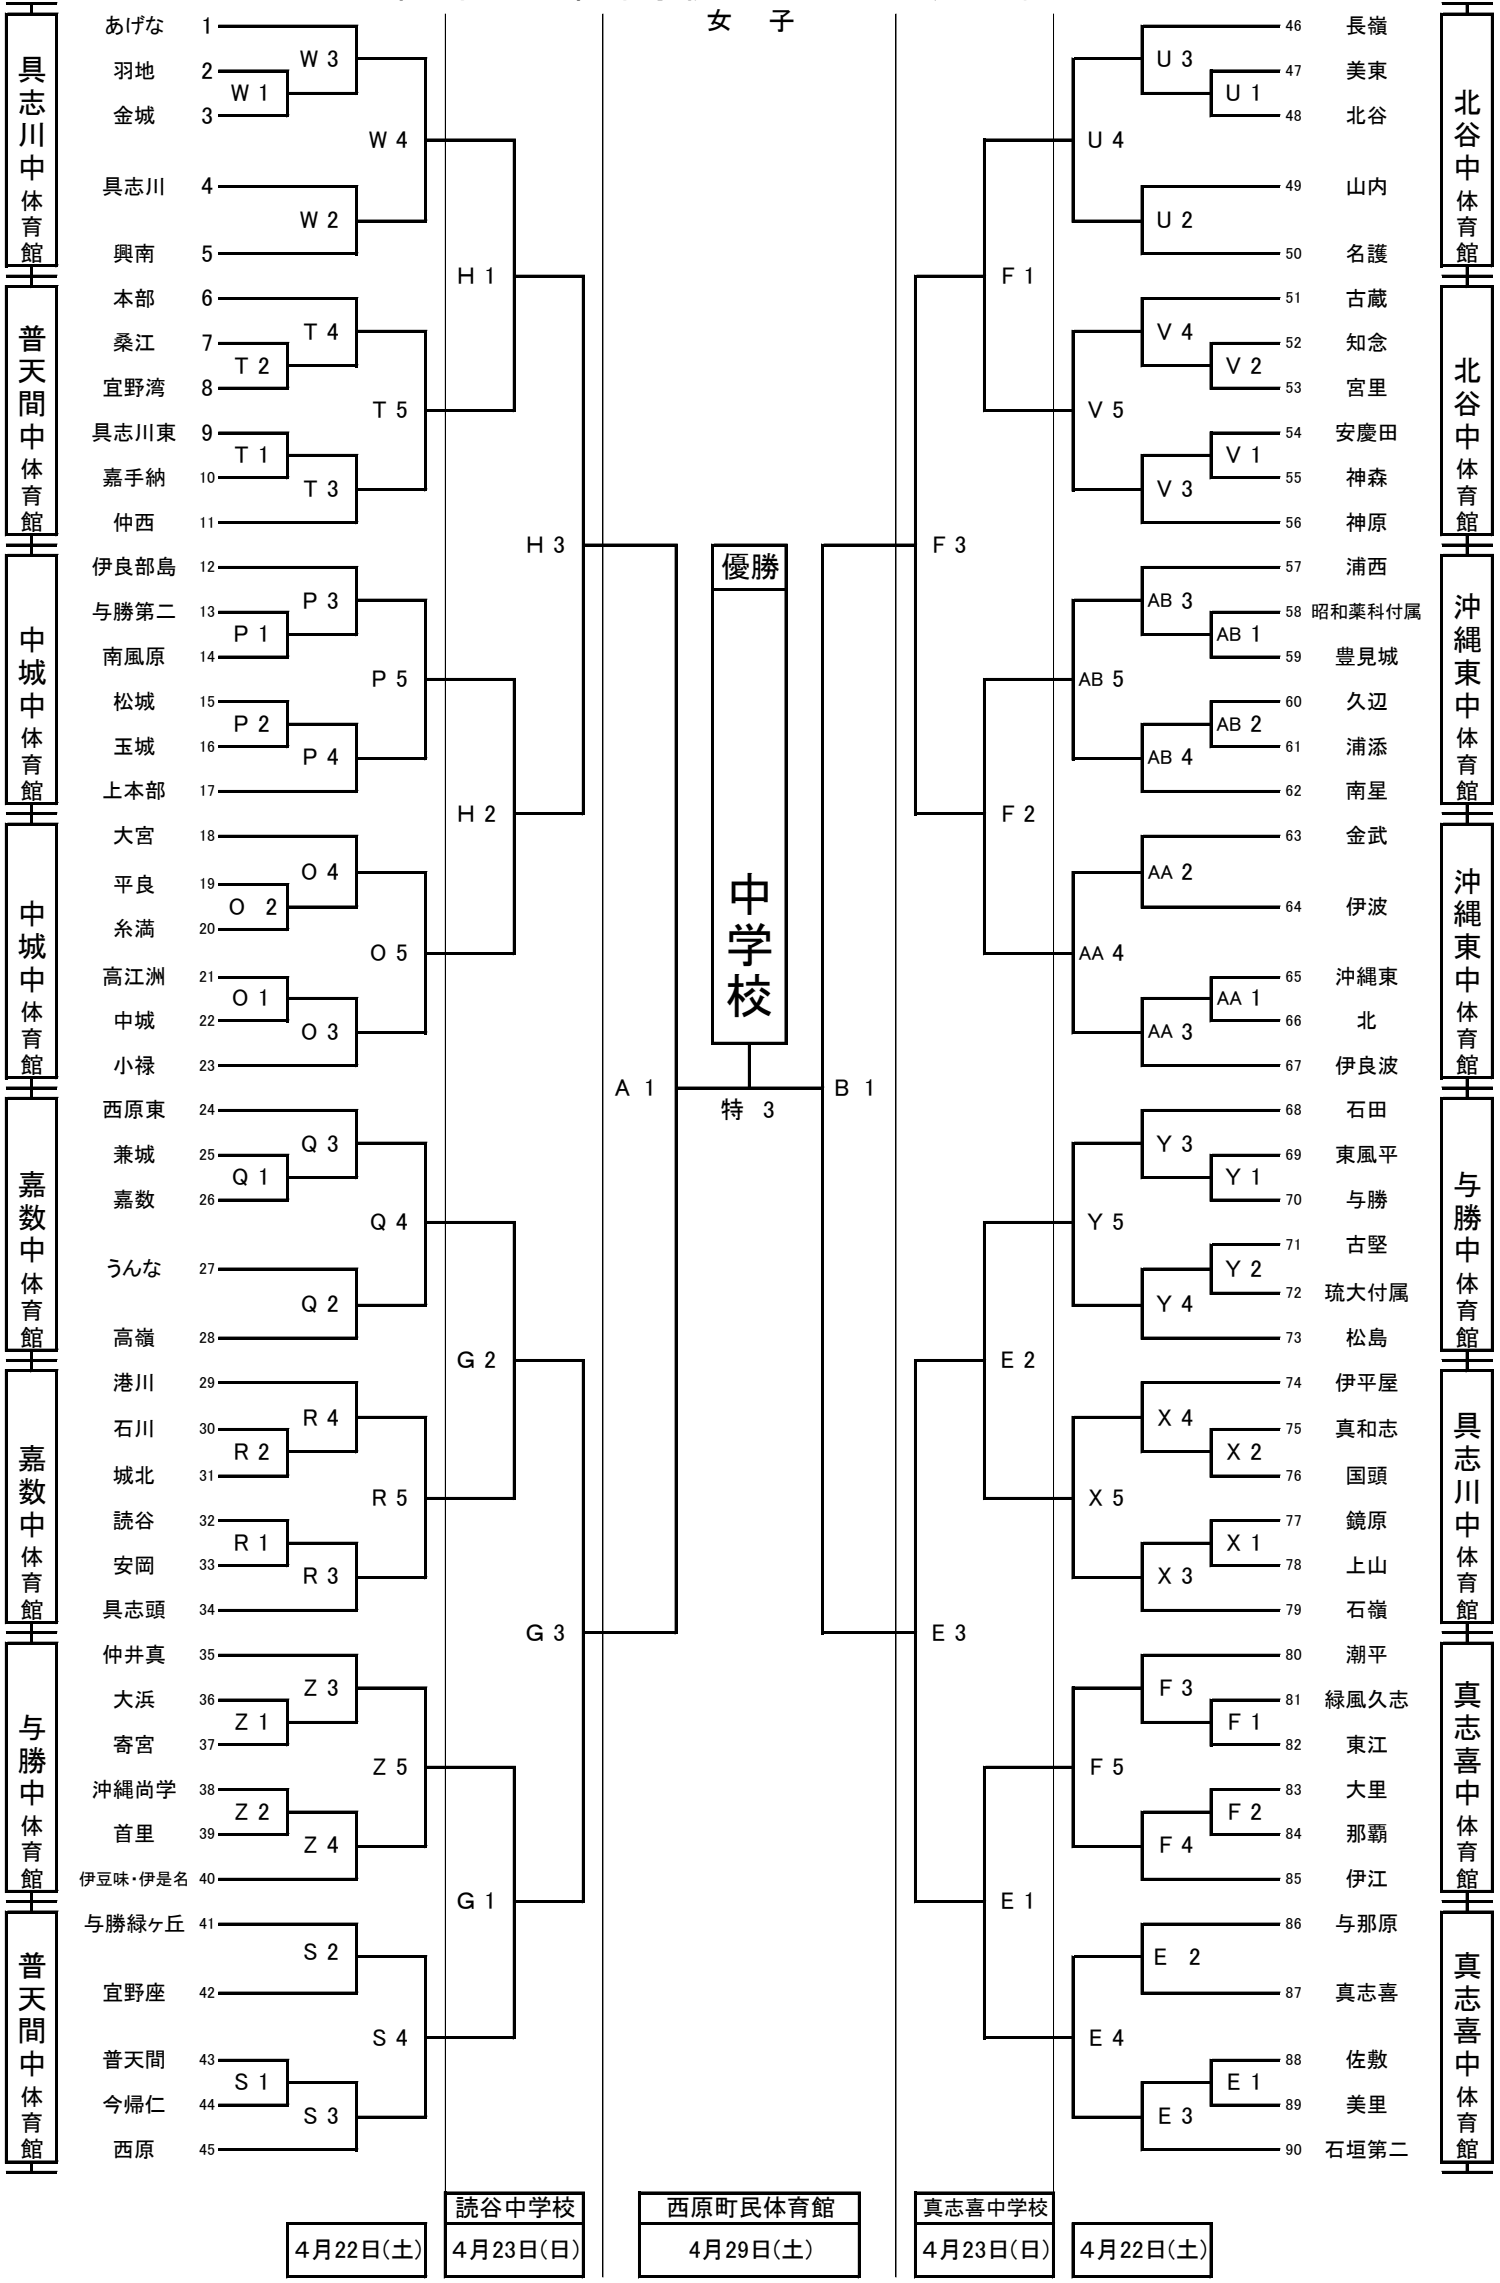 女 子
具志川中体育館
あげな 1
羽地 2
金城 3
具志川 4
興南 5
W 1
W 2
W 3
W 4
普天間中体育館
本部 6
桑江 7
宜野湾 8
具志川東 9
嘉手納 10
仲西 11
T 1
T 2
T 3
T 4
T 5
中城中体育館
伊良部島 12
与勝第二 13
南風原 14
松城 15
玉城 16
上本部 17
P 1
P 2
P 3
P 4
P 5
中城中体育館
大宮 18
平良 19
糸満 20
高江洲 21
中城 22
小禄 23
O 1
O 2
O 3
O 4
O 5
嘉数中体育館
西原東 24
兼城 25
嘉数 26
うんな 27
高嶺 28
Q 1
Q 2
Q 3
Q 4
嘉数中体育館
港川 29
石川 30
城北 31
読谷 32
安岡 33
具志頭 34
R 1
R 2
R 3
R 4
R 5
与勝中体育館
仲井真 35
大浜 36
寄宮 37
沖縄尚学 38
首里 39
伊豆味・伊是名 40
Z 1
Z 2
Z 3
Z 4
Z 5
普天間中体育館
与勝緑ヶ丘 41
宜野座 42
普天間 43
今帰仁 44
西原 45
S 1
S 2
S 3
S 4
H 1
H 2
H 3
G 1
G 2
G 3
A 1
優勝
中学校
特 3
B 1
F 1
F 2
F 3
E 1
E 2
E 3
46 長嶺
47 美東
48 北谷
49 山内
50 名護
U 1
U 2
U 3
U 4
北谷中体育館
51 古蔵
52 知念
53 宮里
54 安慶田
55 神森
56 神原
V 1
V 2
V 3
V 4
V 5
北谷中体育館
57 浦西
58 昭和薬科付属
59 豊見城
60 久辺
61 浦添
62 南星
AB 1
AB 2
AB 3
AB 4
AB 5
沖縄東中体育館
63 金武
64 伊波
65 沖縄東
66 北
67 伊良波
AA 1
AA 2
AA 3
AA 4
沖縄東中体育館
68 石田
69 東風平
70 与勝
71 古堅
72 琉大付属
73 松島
Y 1
Y 2
Y 3
Y 4
Y 5
与勝中体育館
74 伊平屋
75 真和志
76 国頭
77 鏡原
78 上山
79 石嶺
X 1
X 2
X 3
X 4
X 5
具志川中体育館
80 潮平
81 緑風久志
82 東江
83 大里
84 那覇
85 伊江
F 1
F 2
F 3
F 4
F 5
真志喜中体育館
86 与那原
87 真志喜
88 佐敷
89 美里
90 石垣第二
E 1
E 2
E 3
E 4
真志喜中体育館
読谷中学校
西原町民体育館
真志喜中学校
4月22日(土)
4月23日(日)
4月29日(土)
4月23日(日)
4月22日(土)